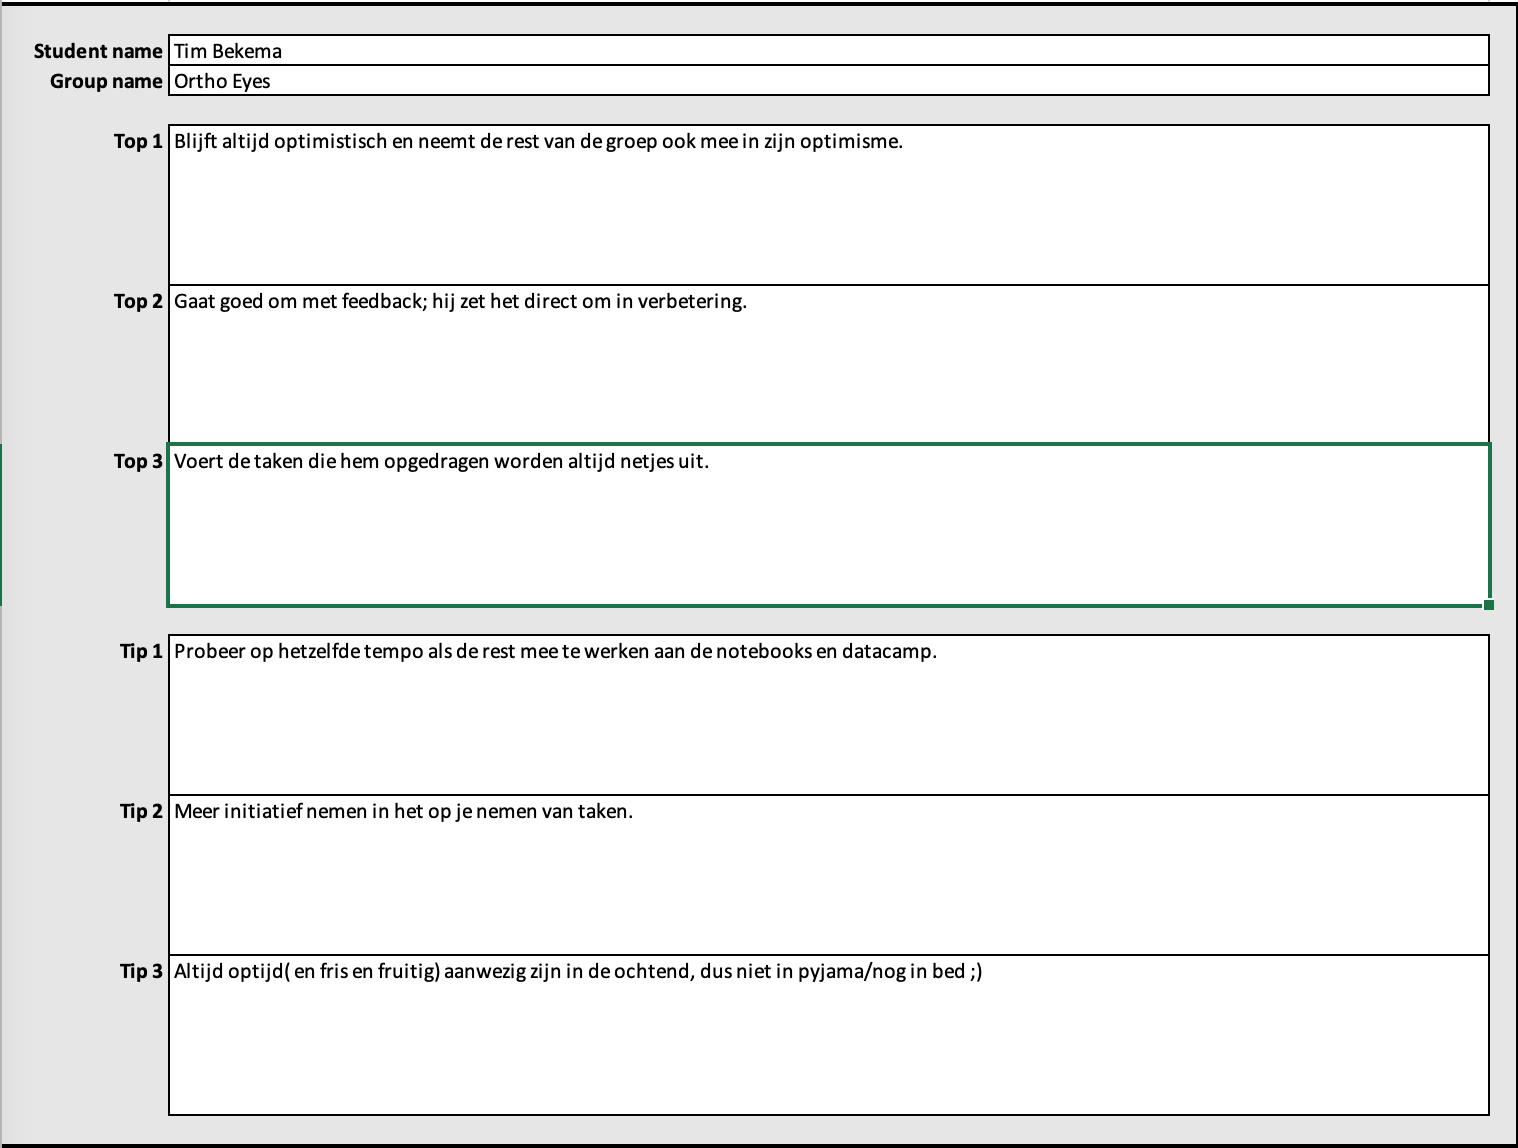 Student name Tim Bekema
Group name Ortho Eyes
Top 1 Blijft altijd optimistisch en neemt de rest van de groep ook mee in zijn optimisme.
Top 2 Gaat goed om met feedback; hij zet het direct om in verbetering.
Top 3 Voert de taken die hem opgedragen worden altijd netjes uit.
Tip 1 Probeer op hetzelfde tempo als de rest mee te werken aan de notebooks en datacamp.
Tip 2 Meer initiatief nemen in het op je nemen van taken.
Tip 3 Altijd optijd( en fris en fruitig) aanwezig zijn in de ochtend, dus niet in pyjama/nog in bed ;)